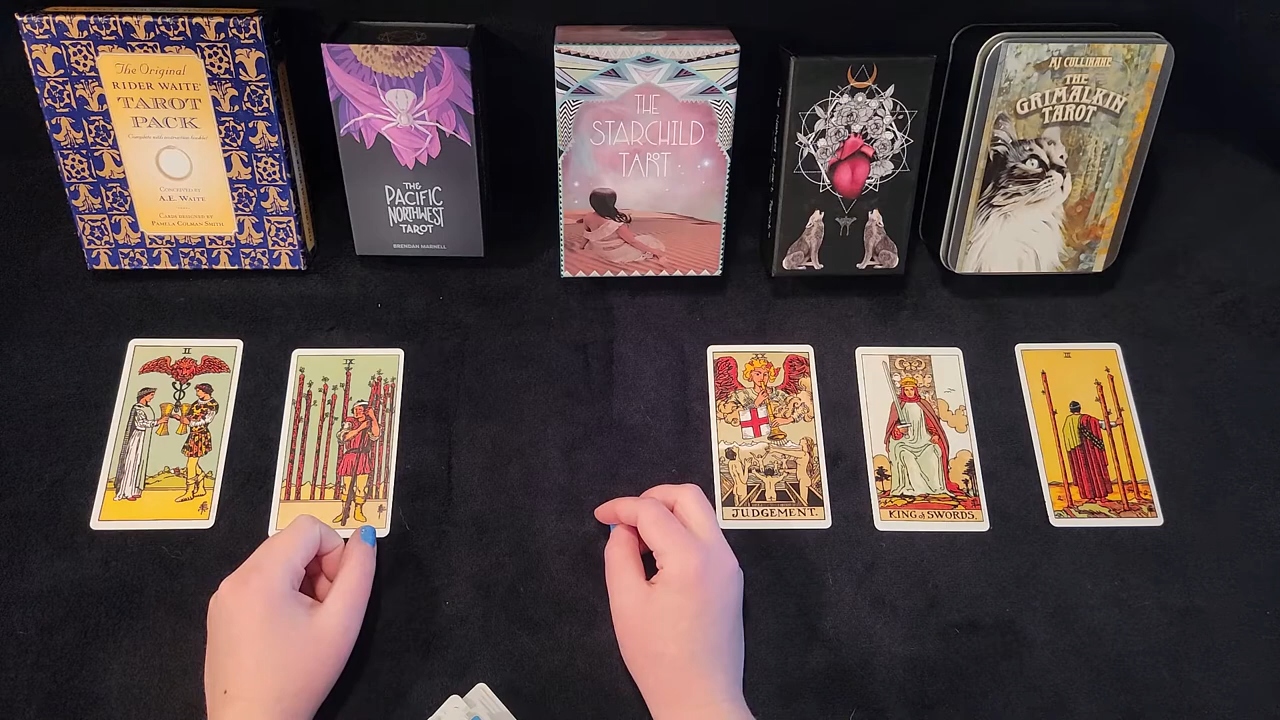 The Original
RIDER WAITE
TAROT
PACK
Complete with instruction booklet
CONCEIVED BY
A.E. WAITE
CARDS DESIGNED BY
PAMELA COLMAN SMITH
THE
PACIFIC
NORTHWEST
TAROT
BRENDAN MARNELL
THE
STARCHILD
TAROT
MJ CULLINANE
THE
GRIMALKIN
TAROT
II
IX
XX
JUDGEMENT.
KING of SWORDS.
III